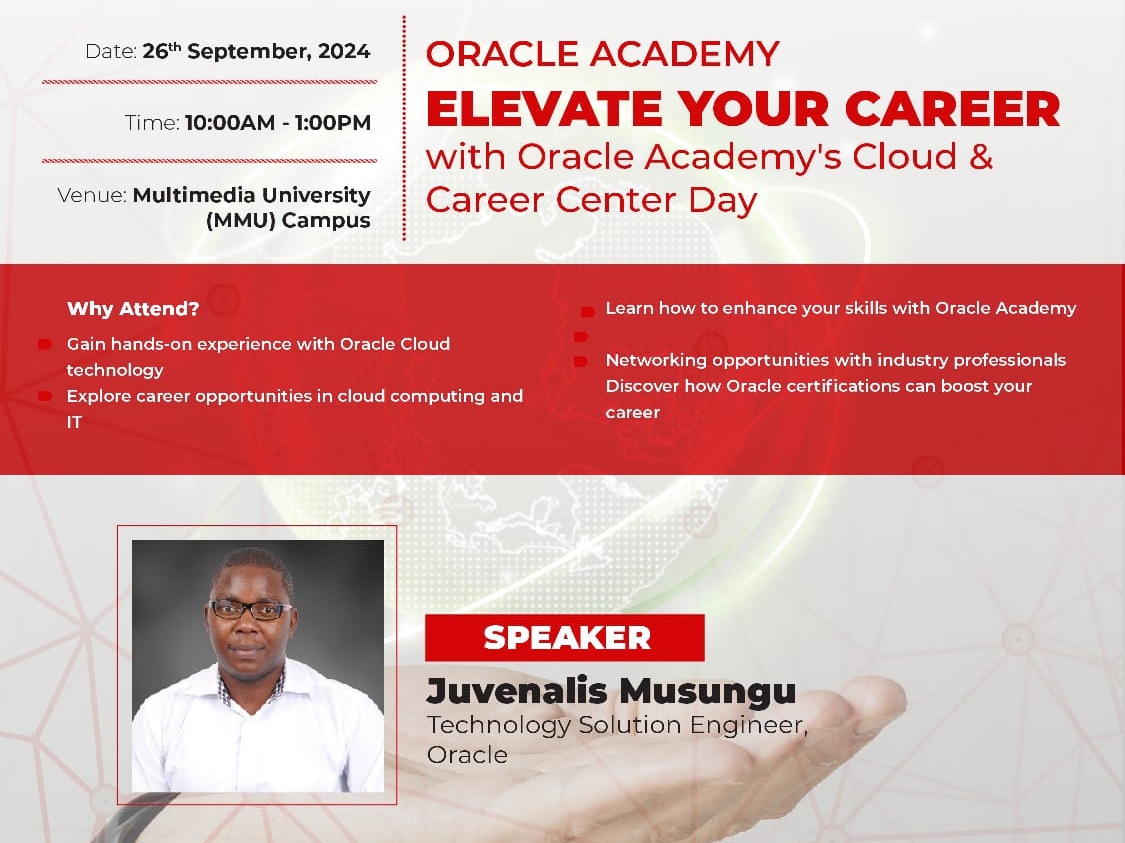 Date: 26th September, 2024
Time: 10:00AM - 1:00PM
Venue: Multimedia University
(MMU) Campus
ORACLE ACADEMY
ELEVATE YOUR CAREER
with Oracle Academy's Cloud &
Career Center Day
Why Attend?
Gain hands-on experience with Oracle Cloud
technology
Explore career opportunities in cloud computing and
IT
Learn how to enhance your skills with Oracle Academy
Networking opportunities with industry professionals
Discover how Oracle certifications can boost your
career
SPEAKER
Juvenalis Musungu
Technology Solution Engineer,
Oracle